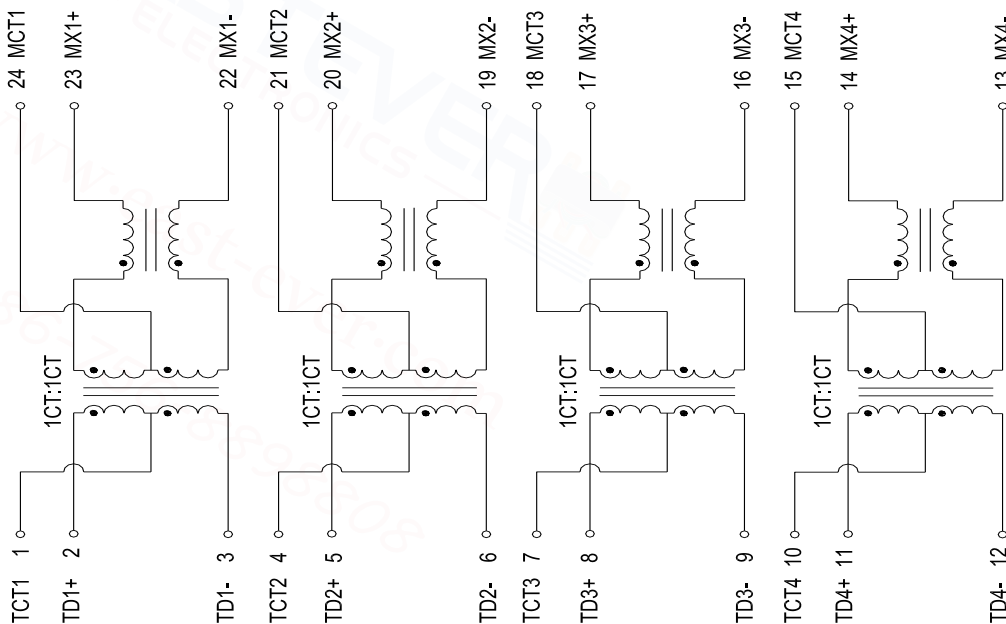 24 MCT1
23 MX1+
22 MX1-
21 MCT2
20 MX2+
19 MX2-
18 MCT3
17 MX3+
16 MX3-
15 MCT4
14 MX4+
13 MX4-
1CT:1CT
1CT:1CT
1CT:1CT
1CT:1CT
TCT1 1
TD1+ 2
TD1- 3
TCT2 4
TD2+ 5
TD2- 6
TCT3 7
TD3+ 8
TD3- 9
TCT4 10
TD4+ 11
TD4- 12
ELECTRONICS